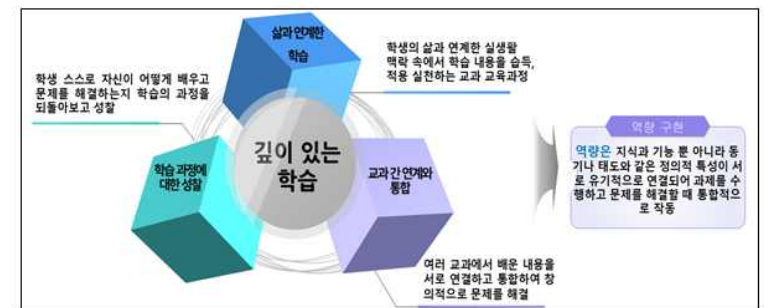 삶과 연계한
학습
학생의 삶과 연계한 실생활
맥락 속에서 학습 내용을 습득,
적용 실천하는 교과 교육과정
학생 스스로 자신이 어떻게 배우고
문제를 해결하는지 학습의 과정을
되돌아보고 성찰
깊이 있는
학습
학습 과정에
대한 성찰
교과 간 연계와
통합
여러 교과에서 배운 내용을
서로 연결하고 통합하여 창
의적으로 문제를 해결
역량 구현
역량은 지식과 기능 뿐 아니라 동
기나 태도와 같은 정의적 특성이 서
로 유기적으로 연결되어 과제를 수
행하고 문제를 해결할 때 통합적으
로 작동